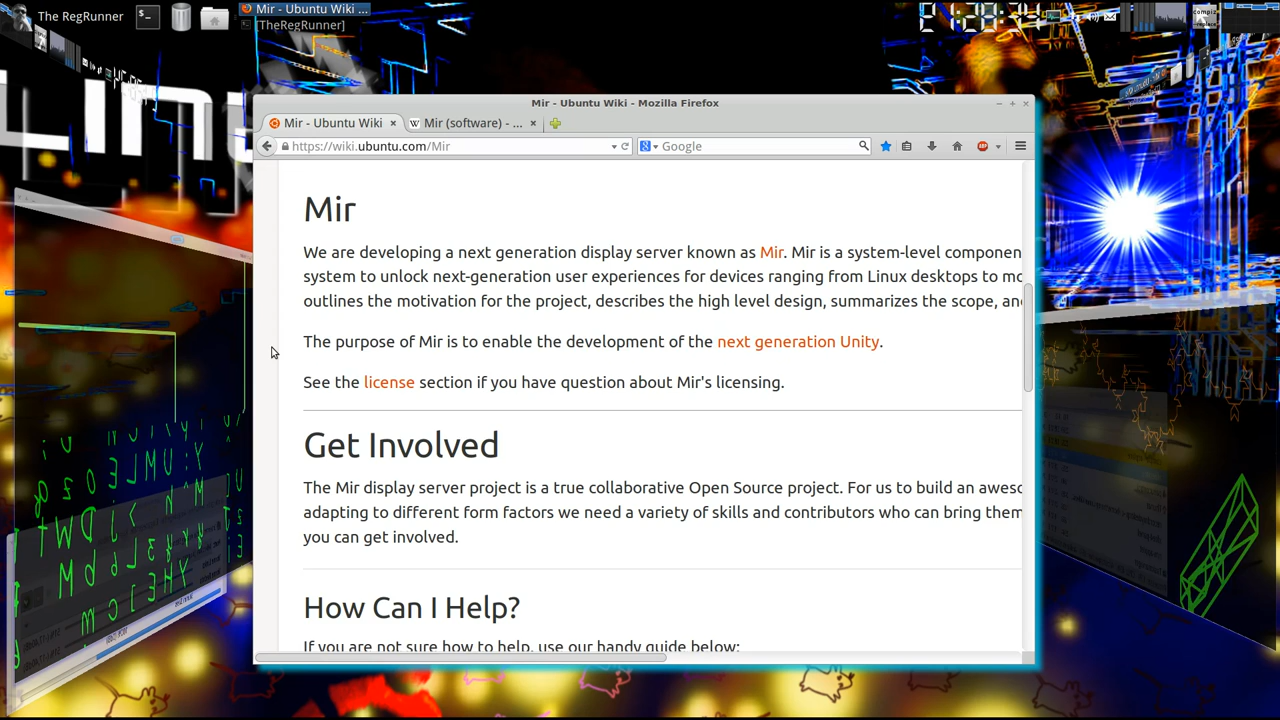 The RegRunner
Mir - Ubuntu Wiki ...
[TheRegRunner]
Mir - Ubuntu Wiki - Mozilla Firefox
Mir - Ubuntu Wiki
Mir (software) - ...
https://wiki.ubuntu.com/Mir
Google
Mir
We are developing a next generation display server known as Mir. Mir is a system-level componen
system to unlock next-generation user experiences for devices ranging from Linux desktops to mo
outlines the motivation for the project, describes the high level design, summarizes the scope, and
The purpose of Mir is to enable the development of the next generation Unity.
See the license section if you have question about Mir's licensing.
Get Involved
The Mir display server project is a true collaborative Open Source project. For us to build an aweso
adapting to different form factors we need a variety of skills and contributors who can bring them
you can get involved.
How Can I Help?
If you are not sure how to help, use our handy guide below: